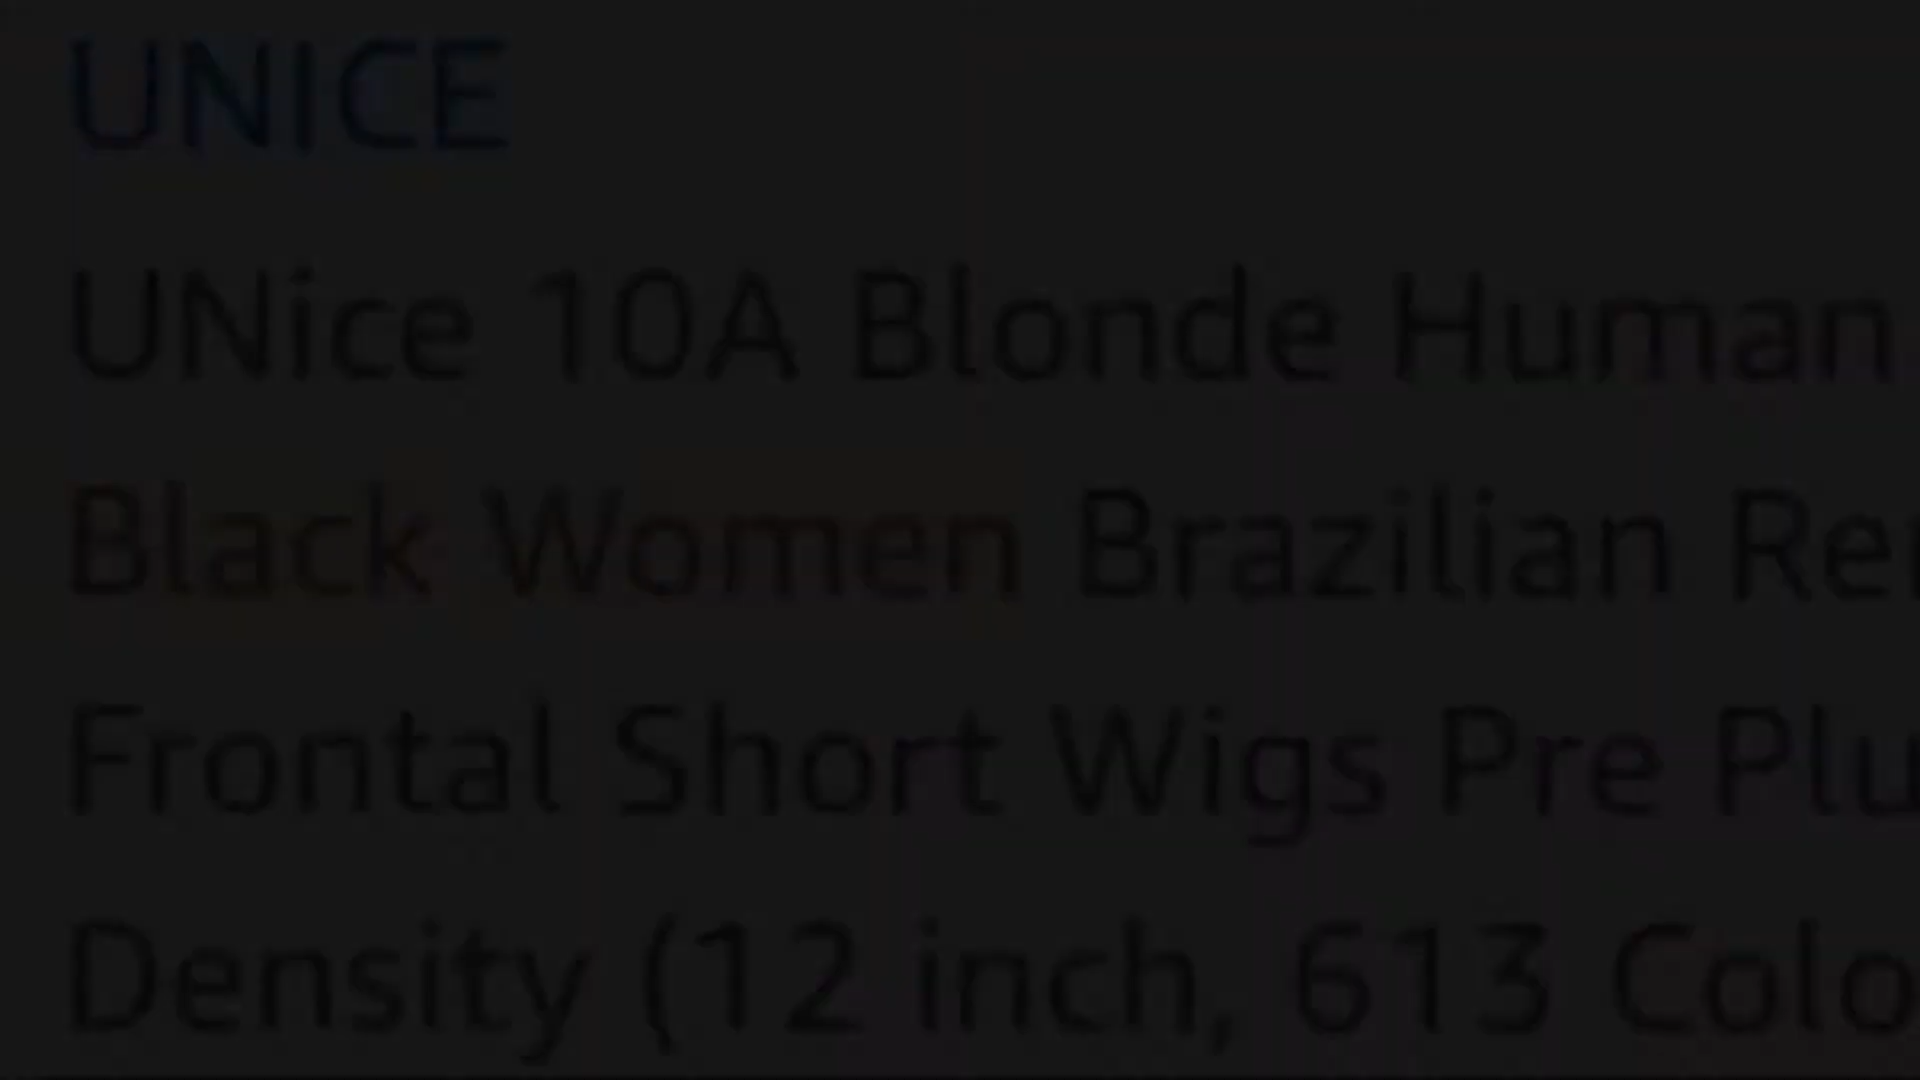 UNICE
UNice 10A Blonde Human
Black Women Brazilian
Frontal Short Wigs Pre
Density (12 inch, 613